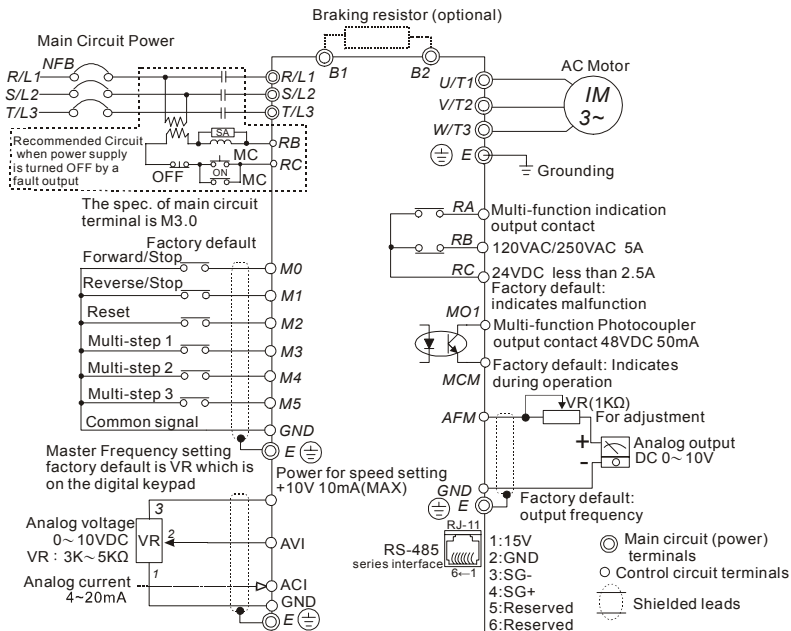 Braking resistor (optional)
Main Circuit Power
NFB
R/L1
S/L2
T/L3
R/L1
S/L2
T/L3
B1
B2
U/T1
V/T2
W/T3
E
AC Motor
IM
3~
Grounding
Recommended Circuit
when power supply
is turned OFF by a
fault output
SA
MC
OFF
ON
MC
RB
RC
The spec. of main circuit
terminal is M3.0
Factory default
Forward/Stop
M0
Reverse/Stop
M1
Reset
M2
Multi-step 1
M3
Multi-step 2
M4
Multi-step 3
M5
Common signal
GND
E
Master Frequency setting
factory default is VR which is
on the digital keypad
Power for speed setting
+10V 10mA(MAX)
3
Analog voltage
0~10VDC
VR : 3K~5KΩ
VR
2
1
AVI
Analog current
4~20mA
ACI
GND
E
RA
Multi-function indication
output contact
RB
120VAC/250VAC 5A
RC
24VDC less than 2.5A
Factory default:
indicates malfunction
MO1
Multi-function Photocoupler
output contact 48VDC 50mA
MCM
Factory default: Indicates
during operation
AFM
VR(1KΩ)
For adjustment
+
-
Analog output
DC 0~10V
GND
E
Factory default:
output frequency
RJ-11
RS-485
series interface
6←1
1:15V
2:GND
3:SG-
4:SG+
5:Reserved
6:Reserved
Main circuit (power)
terminals
Control circuit terminals
Shielded leads